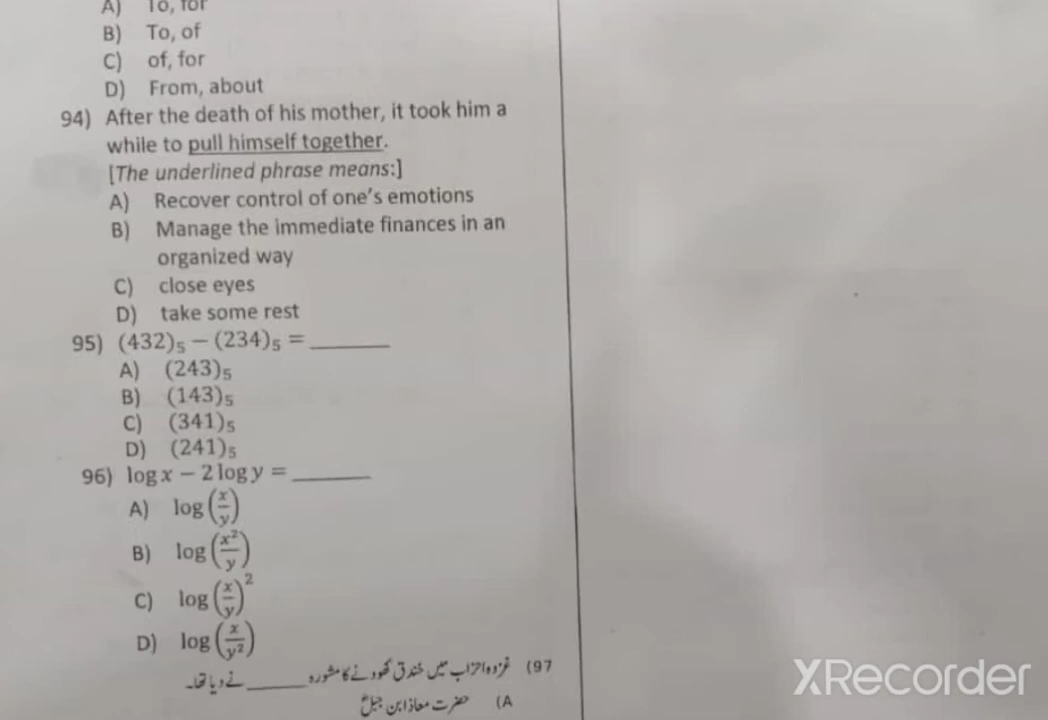 A) To, for
B) To, of
C) of, for
D) From, about
94) After the death of his mother, it took him a
while to pull himself together.
[The underlined phrase means:]
A) Recover control of one's emotions
B) Manage the immediate finances in an
organized way
C) close eyes
D) take some rest
95) (432)₅ − (234)₅ = ______
A) (243)₅
B) (143)₅
C) (341)₅
D) (241)₅
96) log x − 2 log y = ______
A) log(x/y)
B) log(x²/y)
C) log(x/y)²
D) log(x/y²)
97) غزوہ احزاب میں خندق کھودنے کا مشورہ ______ نے دیا تھا۔
A) حضرت معاذ ابن جبلؓ
XRecorder